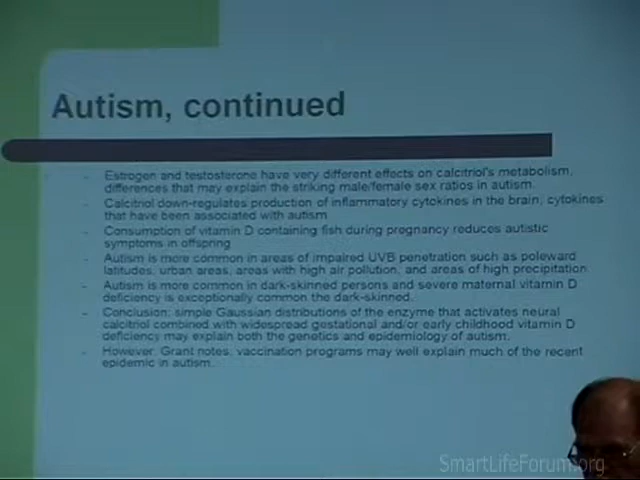 Autism, continued
- Estrogen and testosterone have very different effects on calcitriol's metabolism,
differences that may explain the striking male/female sex ratios in autism.
- Calcitriol down-regulates production of inflammatory cytokines in the brain; cytokines
that have been associated with autism
- Consumption of vitamin D containing fish during pregnancy reduces autistic
symptoms in offspring
- Autism is more common in areas of impaired UVB penetration such as poleward
latitudes, urban areas, areas with high air pollution, and areas of high precipitation.
- Autism is more common in dark-skinned persons and severe maternal vitamin D
deficiency is exceptionally common the dark-skinned.
- Conclusion: simple Gaussian distributions of the enzyme that activates neural
calcitriol combined with widespread gestational and/or early childhood vitamin D
deficiency may explain both the genetics and epidemiology of autism.
- However, Grant notes, vaccination programs may well explain much of the recent
epidemic in autism.
SmartLifeForum.org